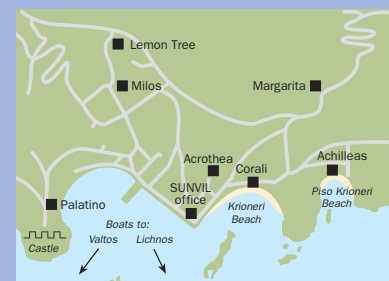 Lemon Tree
Milos
Margarita
Acrothea
Corali
Achilleas
SUNVIL
office
Krioneri
Beach
Piso Krioneri
Beach
Palatino
Boats to:
Valtos Lichnos
Castle